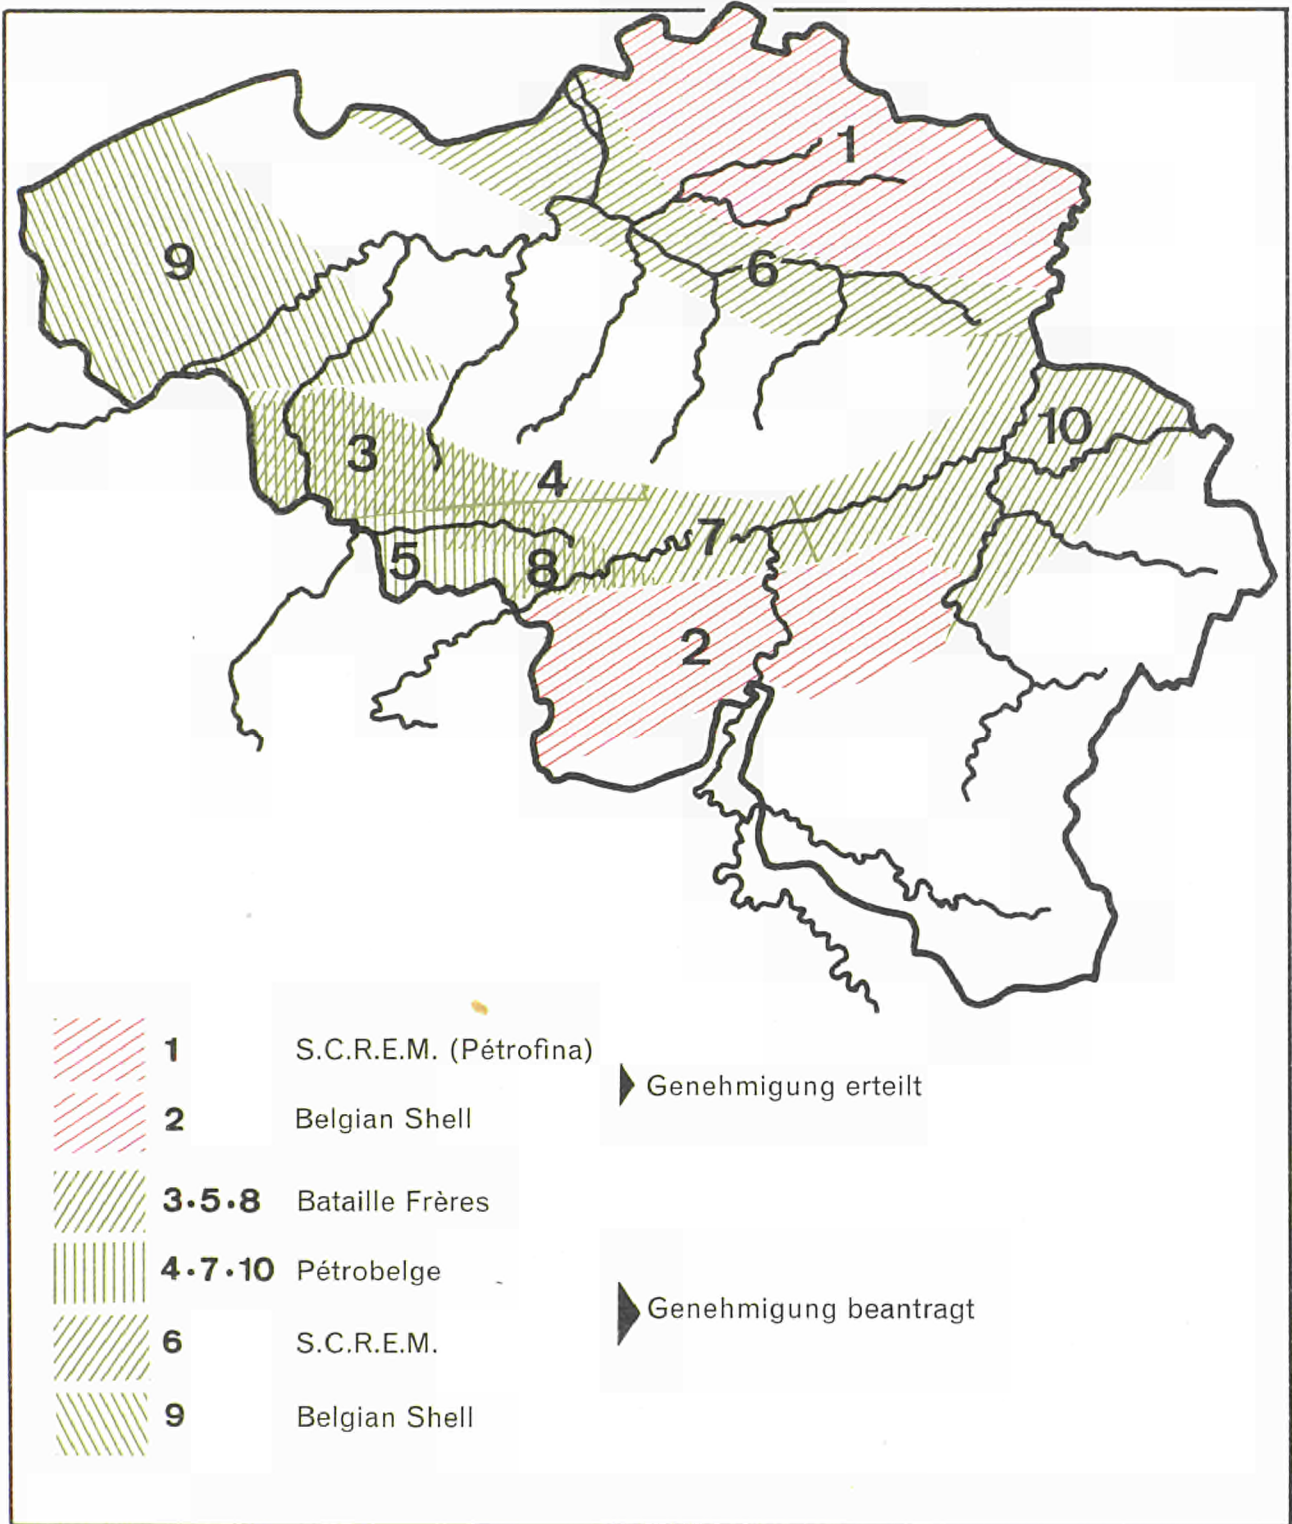 1
9
6
10
3
4
7
5
8
2
1 S.C.R.E.M. (Pétrofina)
Genehmigung erteilt
2 Belgian Shell
3.5.8 Bataille Frères
4.7.10 Pétrobelge
Genehmigung beantragt
6 S.C.R.E.M.
9 Belgian Shell